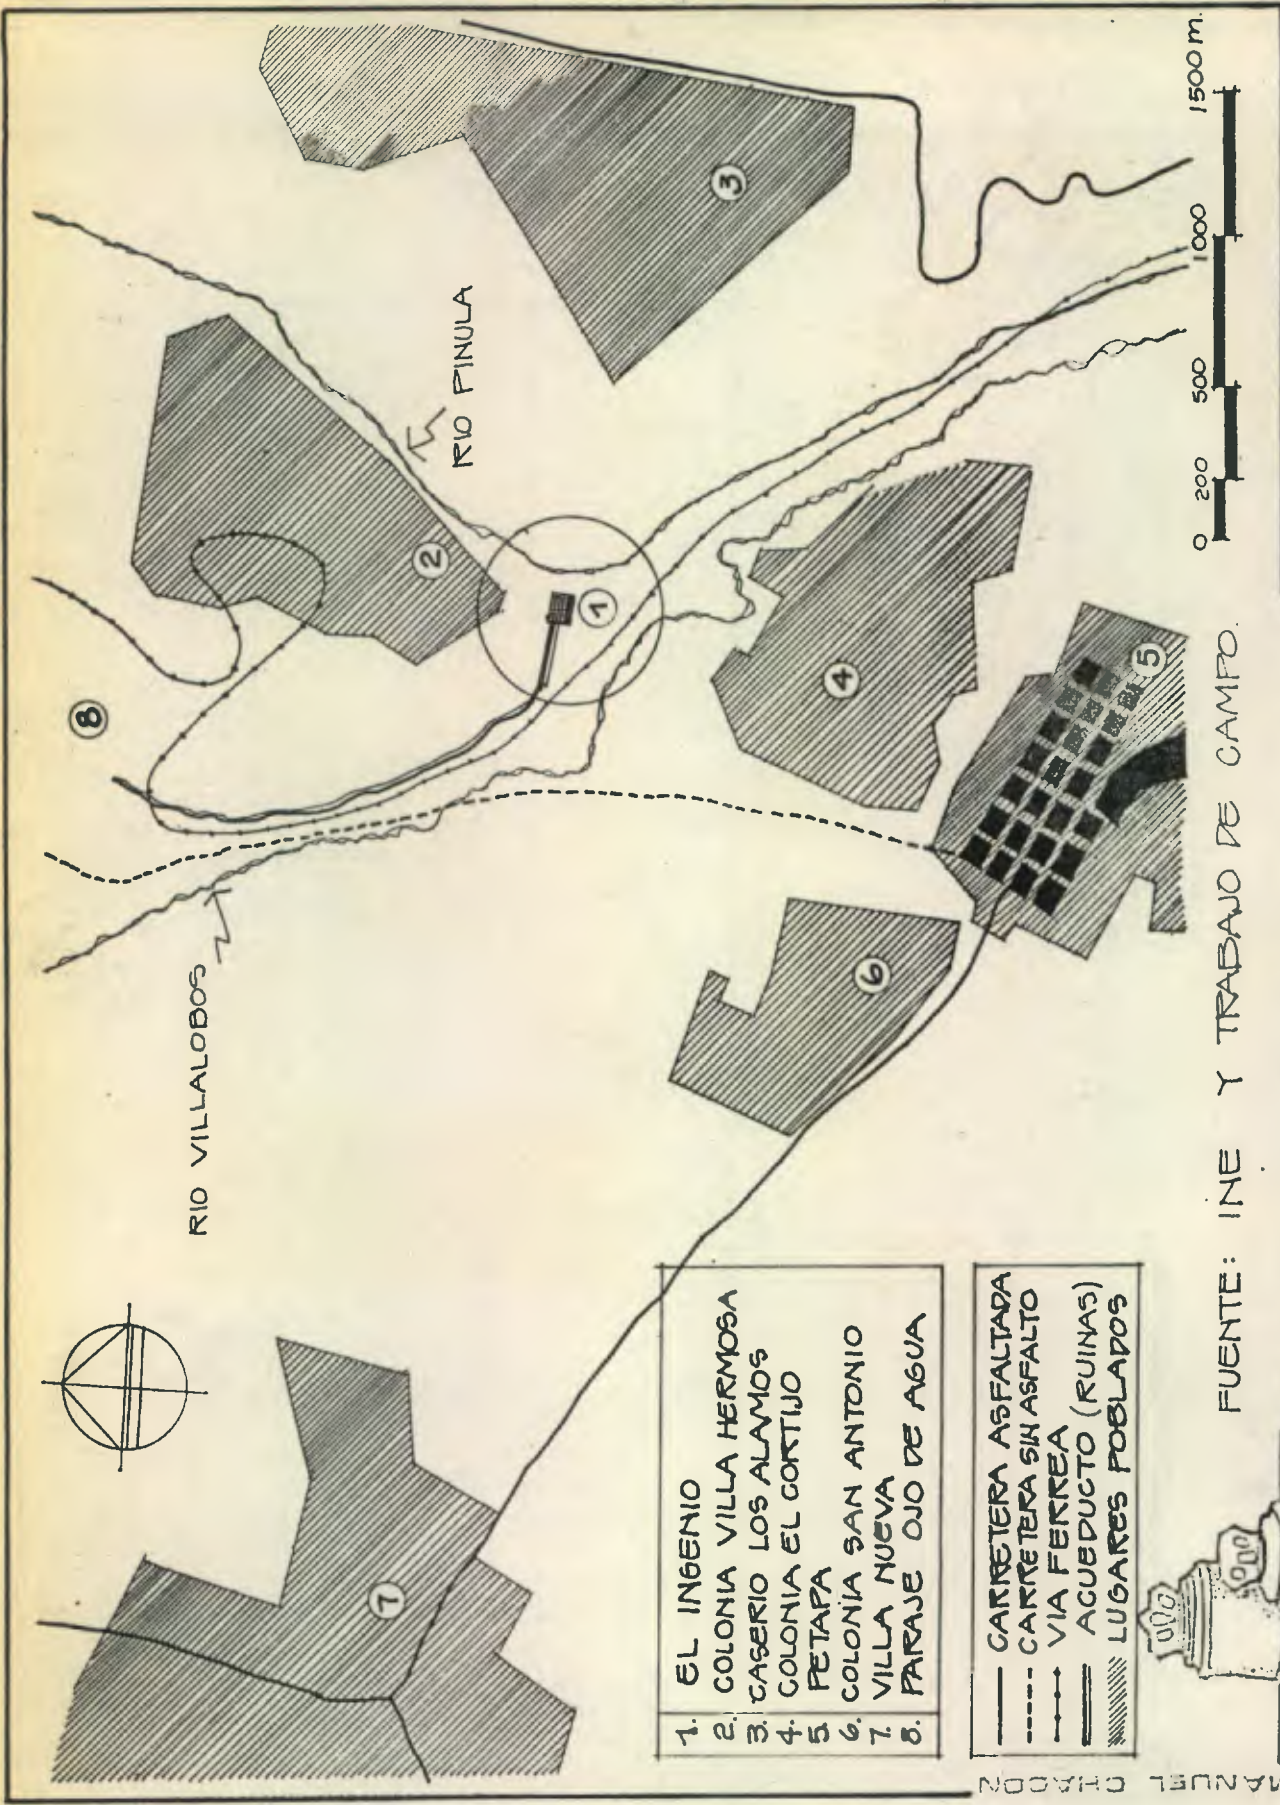 RIO VILLALOBOS
RIO PINULA
8
2
1
3
4
5
6
7
1. EL INGENIO
2. COLONIA VILLA HERMOSA
3. CASERIO LOS ALAMOS
4. COLONIA EL CORTIJO
5 PETAPA
6. COLONIA SAN ANTONIO
7. VILLA NUEVA
8. PARAJE OJO DE AGUA
CARRETERA ASFALTADA
CARRETERA SIN ASFALTO
VIA FERREA
ACUEDUCTO (RUINAS)
LUGARES POBLADOS
0 200 500 1000 1500 m.
FUENTE: INE Y TRABAJO DE CAMPO.
MANUEL CHACON